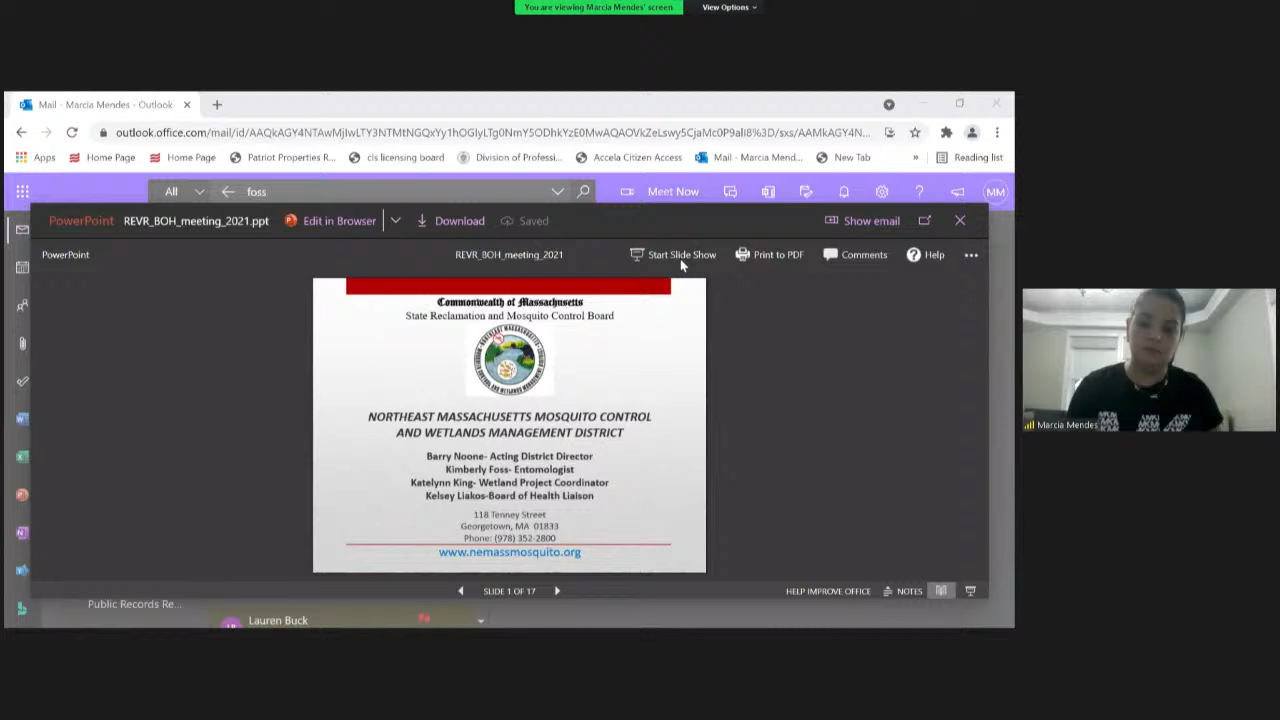 You are viewing Marcia Mendes' screen
View Options
Mail - Marcia Mendes - Outlook
outlook.office.com/mail/id/AAQkAGY4NTAwMjIwLTY3NTMtNGQxYy1hOGIyLTg0NmY5ODhkYzE0MwAQAOVkZeLswy5CjaMc0P9aII8%3D/sxs/AAMkAGY4N...
Apps Home Page Home Page Patriot Properties R... cis licensing board Division of Professi... Accela Citizen Access Mail - Marcia Mend... New Tab » Reading list
All foss Meet Now MM
PowerPoint REVR_BOH_meeting_2021.ppt Edit in Browser Download Saved Show email
PowerPoint REVR_BOH_meeting_2021 Start Slide Show Print to PDF Comments Help
Commonwealth of Massachusetts
State Reclamation and Mosquito Control Board
NORTHEAST MASSACHUSETTS MOSQUITO CONTROL
AND WETLANDS MANAGEMENT DISTRICT
Barry Noone- Acting District Director
Kimberly Foss- Entomologist
Katelynn King- Wetland Project Coordinator
Kelsey Liakos-Board of Health Liaison
118 Tenney Street
Georgetown, MA 01833
Phone: (978) 352-2800
www.nemassmosquito.org
SLIDE 1 OF 17 HELP IMPROVE OFFICE NOTES
Public Records Re...
Lauren Buck
Marcia Mendes